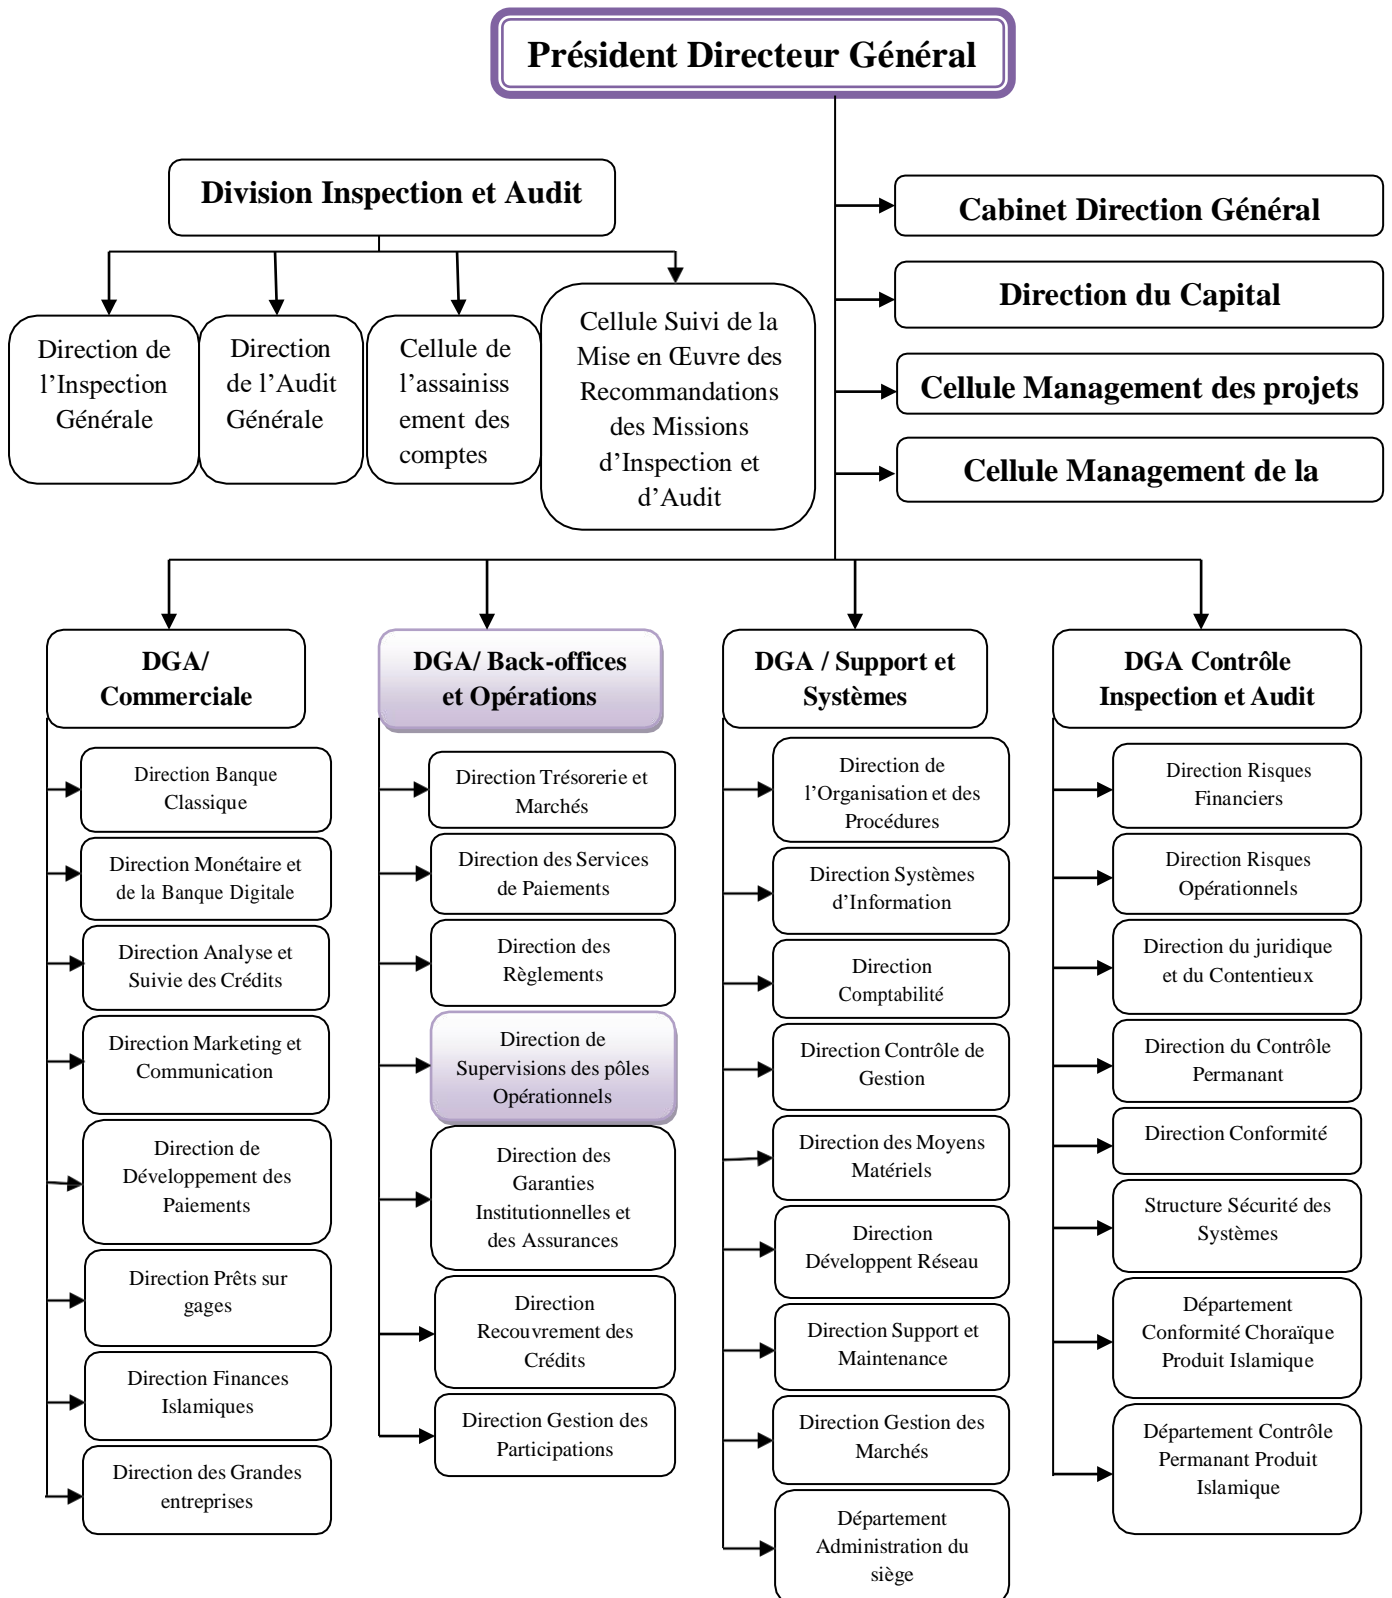 Président Directeur Général
Division Inspection et Audit
Cabinet Direction Général
Direction du Capital
Cellule Management des projets
Cellule Management de la
Direction de
l’Inspection
Générale
Direction
de l’Audit
Générale
Cellule de
l’assainiss
ement des
comptes
Cellule Suivi de la
Mise en Œuvre des
Recommandations
des Missions
d’Inspection et
d’Audit
DGA/
Commerciale
Direction Banque
Classique
Direction Monétaire et
de la Banque Digitale
Direction Analyse et
Suivie des Crédits
Direction Marketing et
Communication
Direction de
Développement des
Paiements
Direction Prêts sur
gages
Direction Finances
Islamiques
Direction des Grandes
entreprises
DGA/ Back-offices
et Opérations
Direction Trésorerie et
Marchés
Direction des Services
de Paiements
Direction des
Règlements
Direction de
Supervisions des pôles
Opérationnels
Direction des
Garanties
Institutionnelles et
des Assurances
Direction
Recouvrement des
Crédits
Direction Gestion des
Participations
DGA / Support et
Systèmes
Direction de
l’Organisation et des
Procédures
Direction Systèmes
d’Information
Direction
Comptabilité
Direction Contrôle de
Gestion
Direction des Moyens
Matériels
Direction
Développent Réseau
Direction Support et
Maintenance
Direction Gestion des
Marchés
Département
Administration du
siège
DGA Contrôle
Inspection et Audit
Direction Risques
Financiers
Direction Risques
Opérationnels
Direction du juridique
et du Contentieux
Direction du Contrôle
Permanant
Direction Conformité
Structure Sécurité des
Systèmes
Département
Conformité Choraïque
Produit Islamique
Département Contrôle
Permanant Produit
Islamique